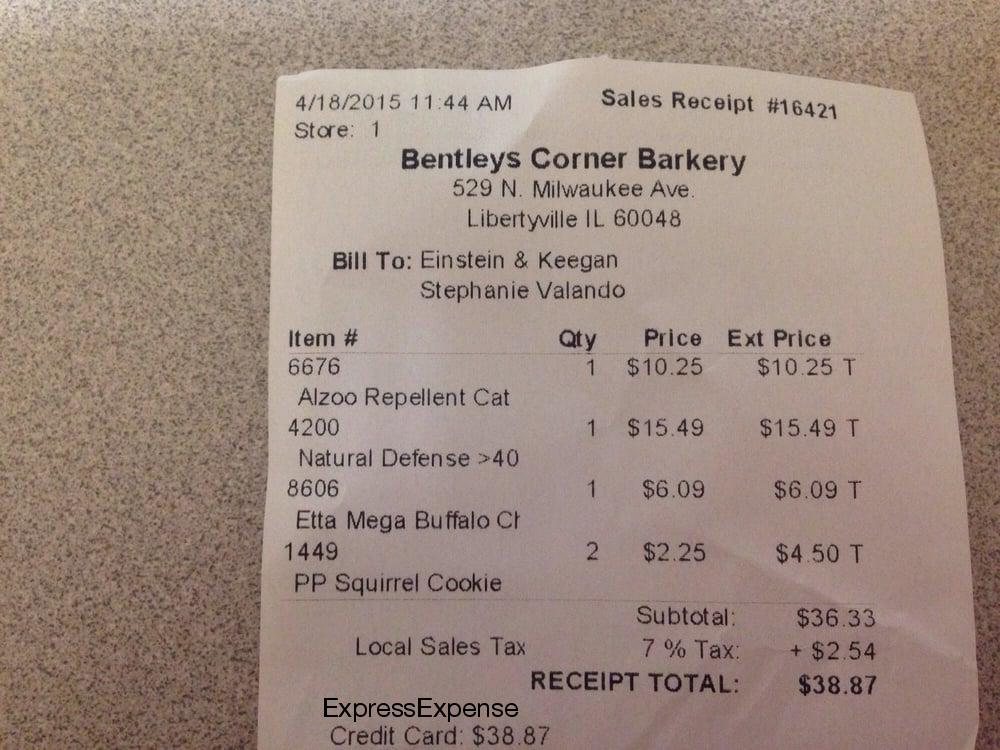 4/18/2015 11:44 AM Sales Receipt #16421
Store: 1
Bentleys Corner Barkery
529 N. Milwaukee Ave.
Libertyville IL 60048
Bill To: Einstein & Keegan
Stephanie Valando
Item # Qty Price Ext Price
6676 1 $10.25 $10.25 T
Alzoo Repellent Cat
4200 1 $15.49 $15.49 T
Natural Defense >40
8606 1 $6.09 $6.09 T
Etta Mega Buffalo Ch
1449 2 $2.25 $4.50 T
PP Squirrel Cookie
Subtotal: $36.33
Local Sales Tax 7 % Tax: + $2.54
RECEIPT TOTAL: $38.87
ExpressExpense
Credit Card: $38.87